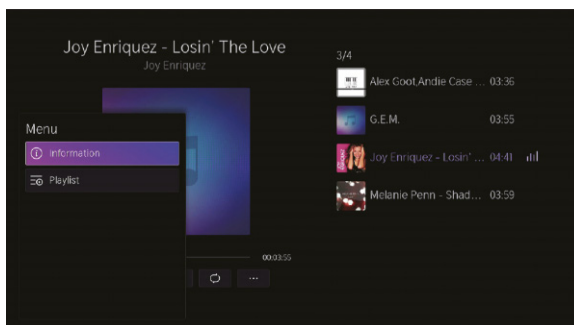 Joy Enriquez - Losin' The Love
Joy Enriquez
Menu
Information
Playlist
00:03:55
...
3/4
Alex Goot,Andie Case ... 03:36
G.E.M. 03:55
Joy Enriquez - Losin' ... 04:41
Melanie Penn - Shad... 03:59